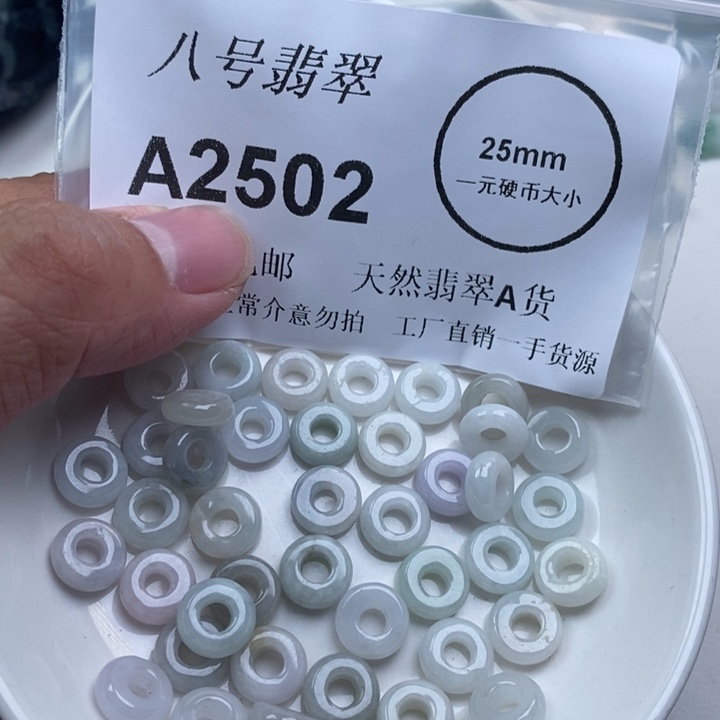 八号翡翠
A2502
25mm
一元硬币大小
邮
天然翡翠A货
常介意勿拍
工厂直销一手货源